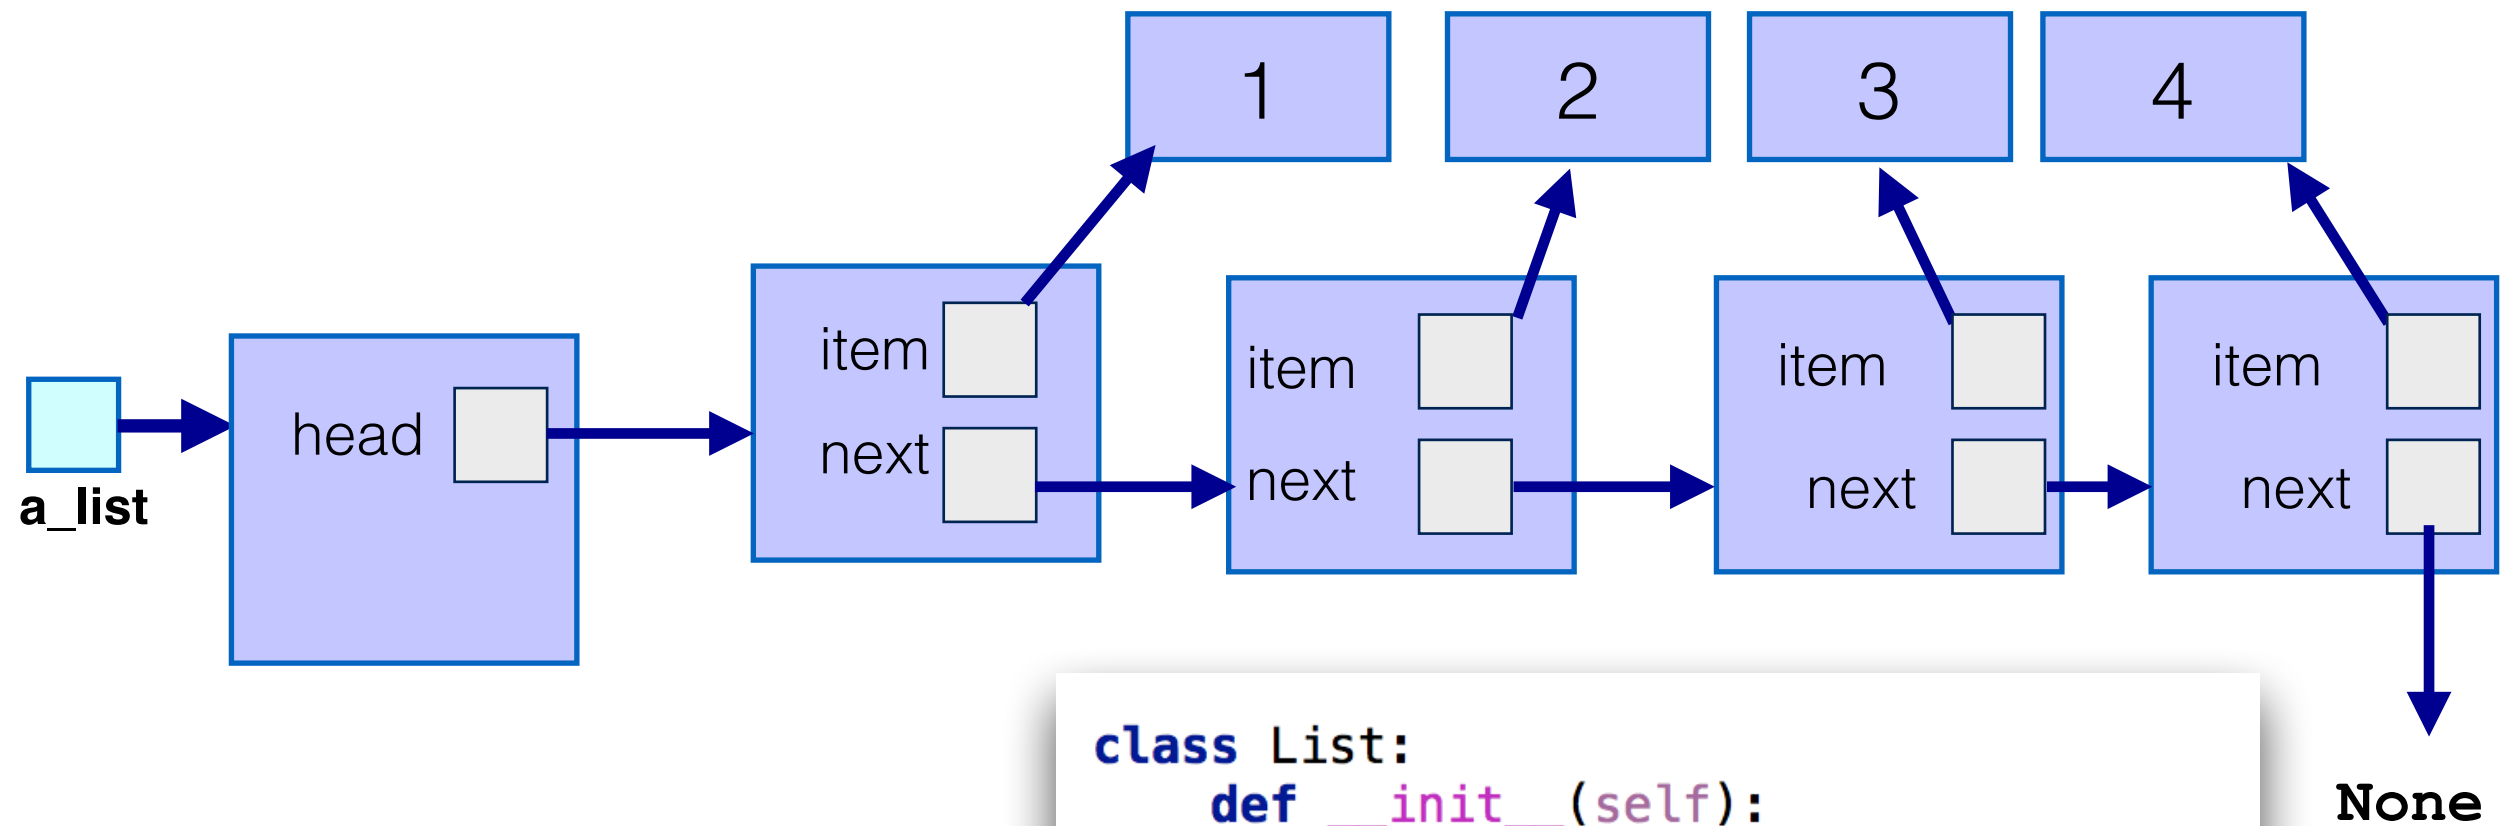 1
2
3
4
item
next
item
next
item
next
item
next
head
a_list
class List:
def __init__(self):
None